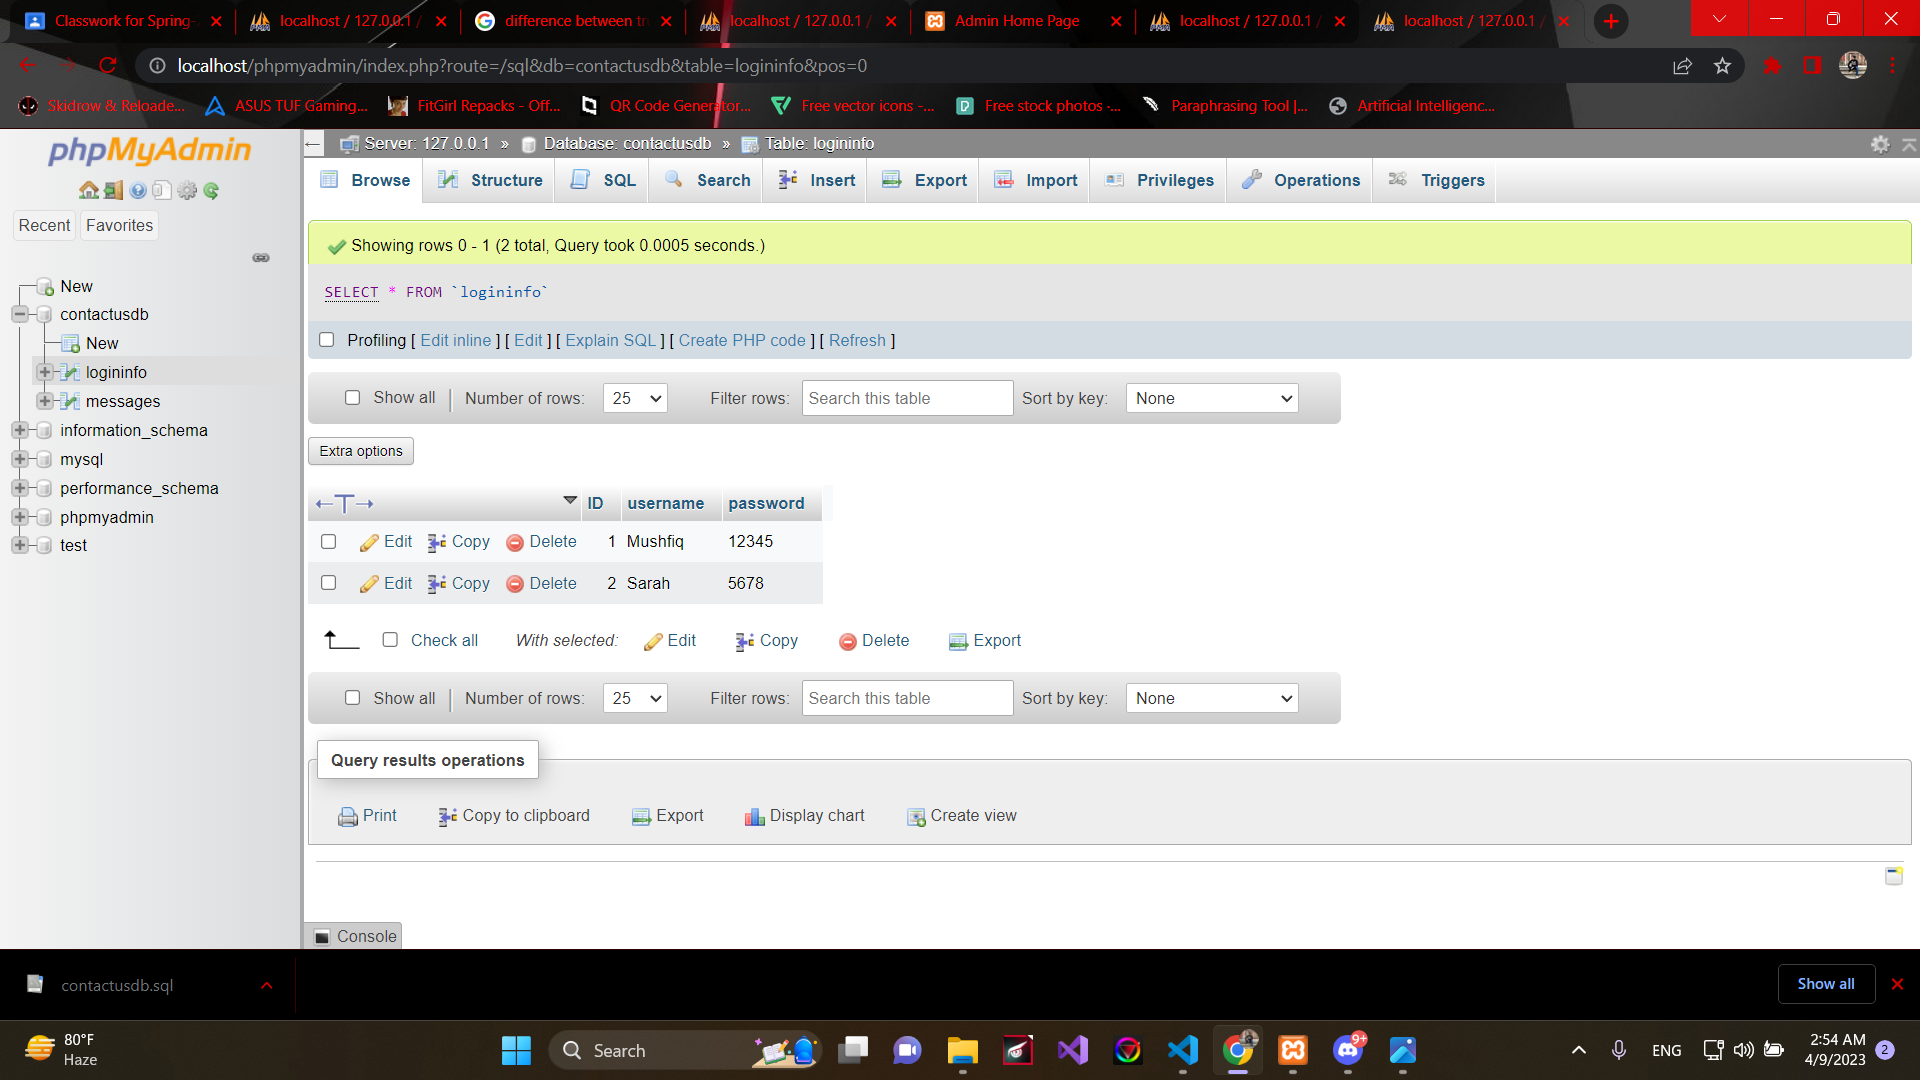 Classwork for Spring-
localhost / 127.0.0.1 /
difference between tr
localhost / 127.0.0.1 /
Admin Home Page
localhost / 127.0.0.1 /
localhost / 127.0.0.1 /
localhost/phpmyadmin/index.php?route=/sql&db=contactusdb&table=logininfo&pos=0
Skidrow & Reloade...
ASUS TUF Gaming...
FitGirl Repacks - Off...
QR Code Generator...
Free vector icons -...
Free stock photos -...
Paraphrasing Tool |...
Artificial Intelligenc...
phpMyAdmin
Recent Favorites
New
contactusdb
New
logininfo
messages
information_schema
mysql
performance_schema
phpmyadmin
test
Server: 127.0.0.1 » Database: contactusdb » Table: logininfo
Browse Structure SQL Search Insert Export Import Privileges Operations Triggers
Showing rows 0 - 1 (2 total, Query took 0.0005 seconds.)
SELECT * FROM `logininfo`
Profiling [ Edit inline ] [ Edit ] [ Explain SQL ] [ Create PHP code ] [ Refresh ]
Show all | Number of rows: 25 Filter rows: Search this table Sort by key: None
Extra options
←T→ ID username password
Edit Copy Delete 1 Mushfiq 12345
Edit Copy Delete 2 Sarah 5678
Check all With selected: Edit Copy Delete Export
Show all | Number of rows: 25 Filter rows: Search this table Sort by key: None
Query results operations
Print Copy to clipboard Export Display chart Create view
Console
contactusdb.sql
Show all
80°F
Haze
Search
9+
ENG
2:54 AM
4/9/2023
2